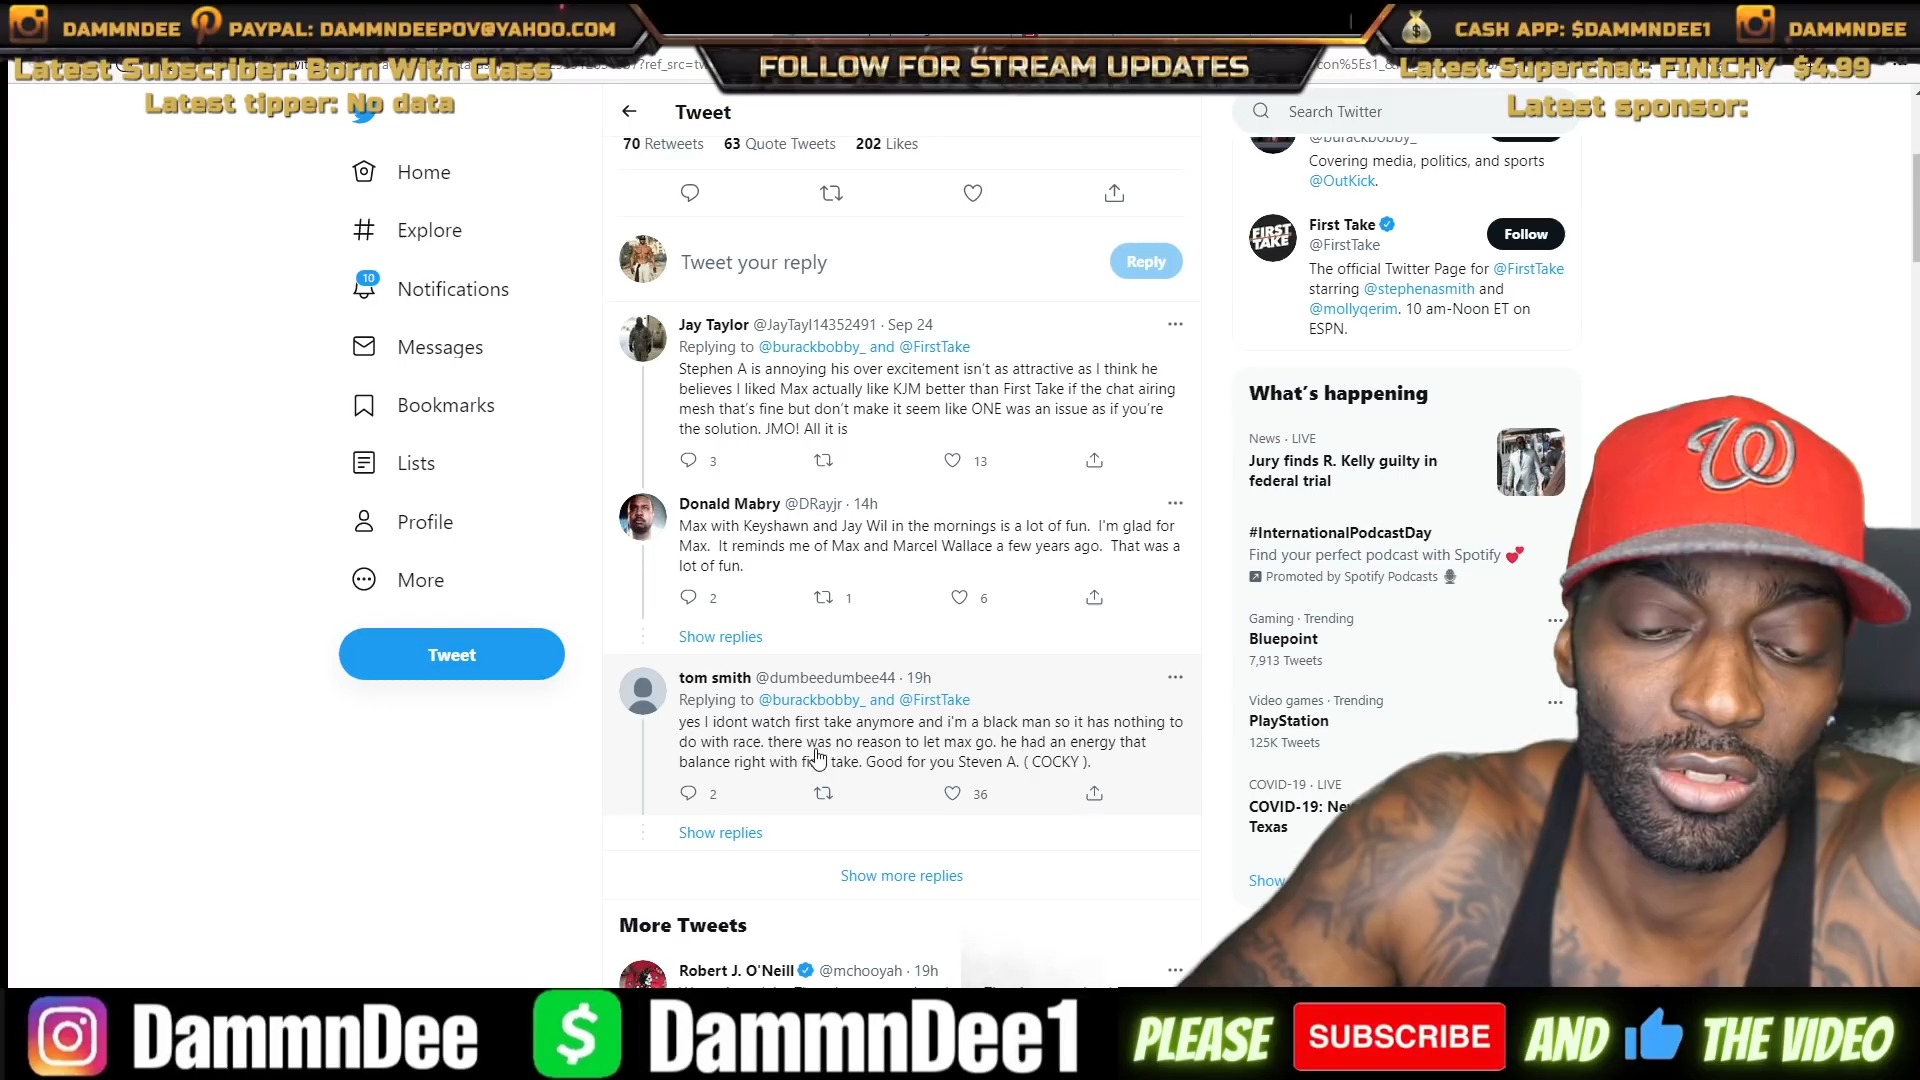 DAMMNDEE PAYPAL: DAMMNDEEPOV@YAHOO.COM
CASH APP: $DAMMNDEE1 DAMMNDEE
FOLLOW FOR STREAM UPDATES
Latest Subscriber: Born With Class
Latest Superchat: FINICHY $4.99
Latest tipper: No data
Latest sponsor:
Tweet
Search Twitter
70 Retweets 63 Quote Tweets 202 Likes
Home
Explore
10
Notifications
Messages
Bookmarks
Lists
Profile
More
Tweet
Tweet your reply
Reply
Jay Taylor @JayTayl14352491 · Sep 24
Replying to @burackbobby_ and @FirstTake
Stephen A is annoying his over excitement isn't as attractive as I think he
believes I liked Max actually like KJM better than First Take if the chat airing
mesh that's fine but don't make it seem like ONE was an issue as if you're
the solution. JMO! All it is
3 13
Donald Mabry @DRayjr · 14h
Max with Keyshawn and Jay Wil in the mornings is a lot of fun. I'm glad for
Max. It reminds me of Max and Marcel Wallace a few years ago. That was a
lot of fun.
2 1 6
Show replies
tom smith @dumbeedumbee44 · 19h
Replying to @burackbobby_ and @FirstTake
yes I idont watch first take anymore and i'm a black man so it has nothing to
do with race. there was no reason to let max go. he had an energy that
balance right with take. Good for you Steven A. ( COCKY ).
2 36
Show replies
Show more replies
More Tweets
Robert J. O'Neill @mchooyah · 19h
@burackbobby_
Covering media, politics, and sports
@OutKick.
FIRST TAKE
First Take
@FirstTake
Follow
The official Twitter Page for @FirstTake
starring @stephenasmith and
@mollyqerim. 10 am-Noon ET on
ESPN.
What's happening
News · LIVE
Jury finds R. Kelly guilty in
federal trial
#InternationalPodcastDay
Find your perfect podcast with Spotify
Promoted by Spotify Podcasts
Gaming · Trending
Bluepoint
7,913 Tweets
Video games · Trending
PlayStation
125K Tweets
COVID-19 · LIVE
COVID-19:
Texas
Show
W
DammnDee
$ DammnDee1
PLEASE SUBSCRIBE AND THE VIDEO